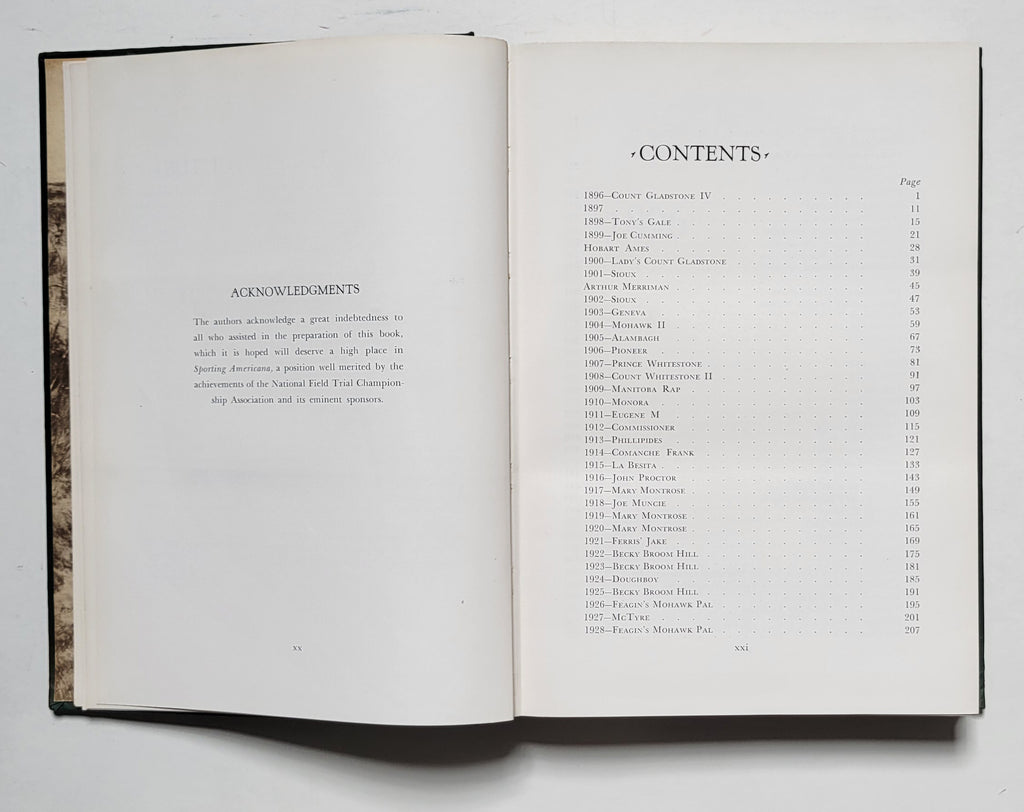 ACKNOWLEDGMENTS
The authors acknowledge a great indebtedness to
all who assisted in the preparation of this book,
which it is hoped will deserve a high place in
Sporting Americana, a position well merited by the
achievements of the National Field Trial Champion-
ship Association and its eminent sponsors.
xx
CONTENTS
Page
1896—Count Gladstone IV . . . . . . . . . . 1
1897 . . . . . . . . . . . . . . . . . 11
1898—Tony's Gale . . . . . . . . . . . . . 15
1899—Joe Cumming . . . . . . . . . . . . . 21
Hobart Ames . . . . . . . . . . . . . . 28
1900—Lady's Count Gladstone . . . . . . . . . 31
1901—Sioux . . . . . . . . . . . . . . . 39
Arthur Merriman . . . . . . . . . . . . . 45
1902—Sioux . . . . . . . . . . . . . . . 47
1903—Geneva . . . . . . . . . . . . . . 53
1904—Mohawk II . . . . . . . . . . . . . 59
1905—Alambagh . . . . . . . . . . . . . 67
1906—Pioneer . . . . . . . . . . . . . . 73
1907—Prince Whitestone . . . . . . . . . . . 81
1908—Count Whitestone II . . . . . . . . . . 91
1909—Manitoba Rap . . . . . . . . . . . . 97
1910—Monora . . . . . . . . . . . . . . 103
1911—Eugene M . . . . . . . . . . . . . 109
1912—Commissioner . . . . . . . . . . . . 115
1913—Phillipides . . . . . . . . . . . . . 121
1914—Comanche Frank . . . . . . . . . . . 127
1915—La Besita . . . . . . . . . . . . . . 133
1916—John Proctor . . . . . . . . . . . . 143
1917—Mary Montrose . . . . . . . . . . . . 149
1918—Joe Muncie . . . . . . . . . . . . . 155
1919—Mary Montrose . . . . . . . . . . . . 161
1920—Mary Montrose . . . . . . . . . . . . 165
1921—Ferris' Jake . . . . . . . . . . . . . 169
1922—Becky Broom Hill . . . . . . . . . . . 175
1923—Becky Broom Hill . . . . . . . . . . . 181
1924—Doughboy . . . . . . . . . . . . . 185
1925—Becky Broom Hill . . . . . . . . . . . 191
1926—Feagin's Mohawk Pal . . . . . . . . . . 195
1927—McTyre . . . . . . . . . . . . . . 201
1928—Feagin's Mohawk Pal . . . . . . . . . . 207
xxi